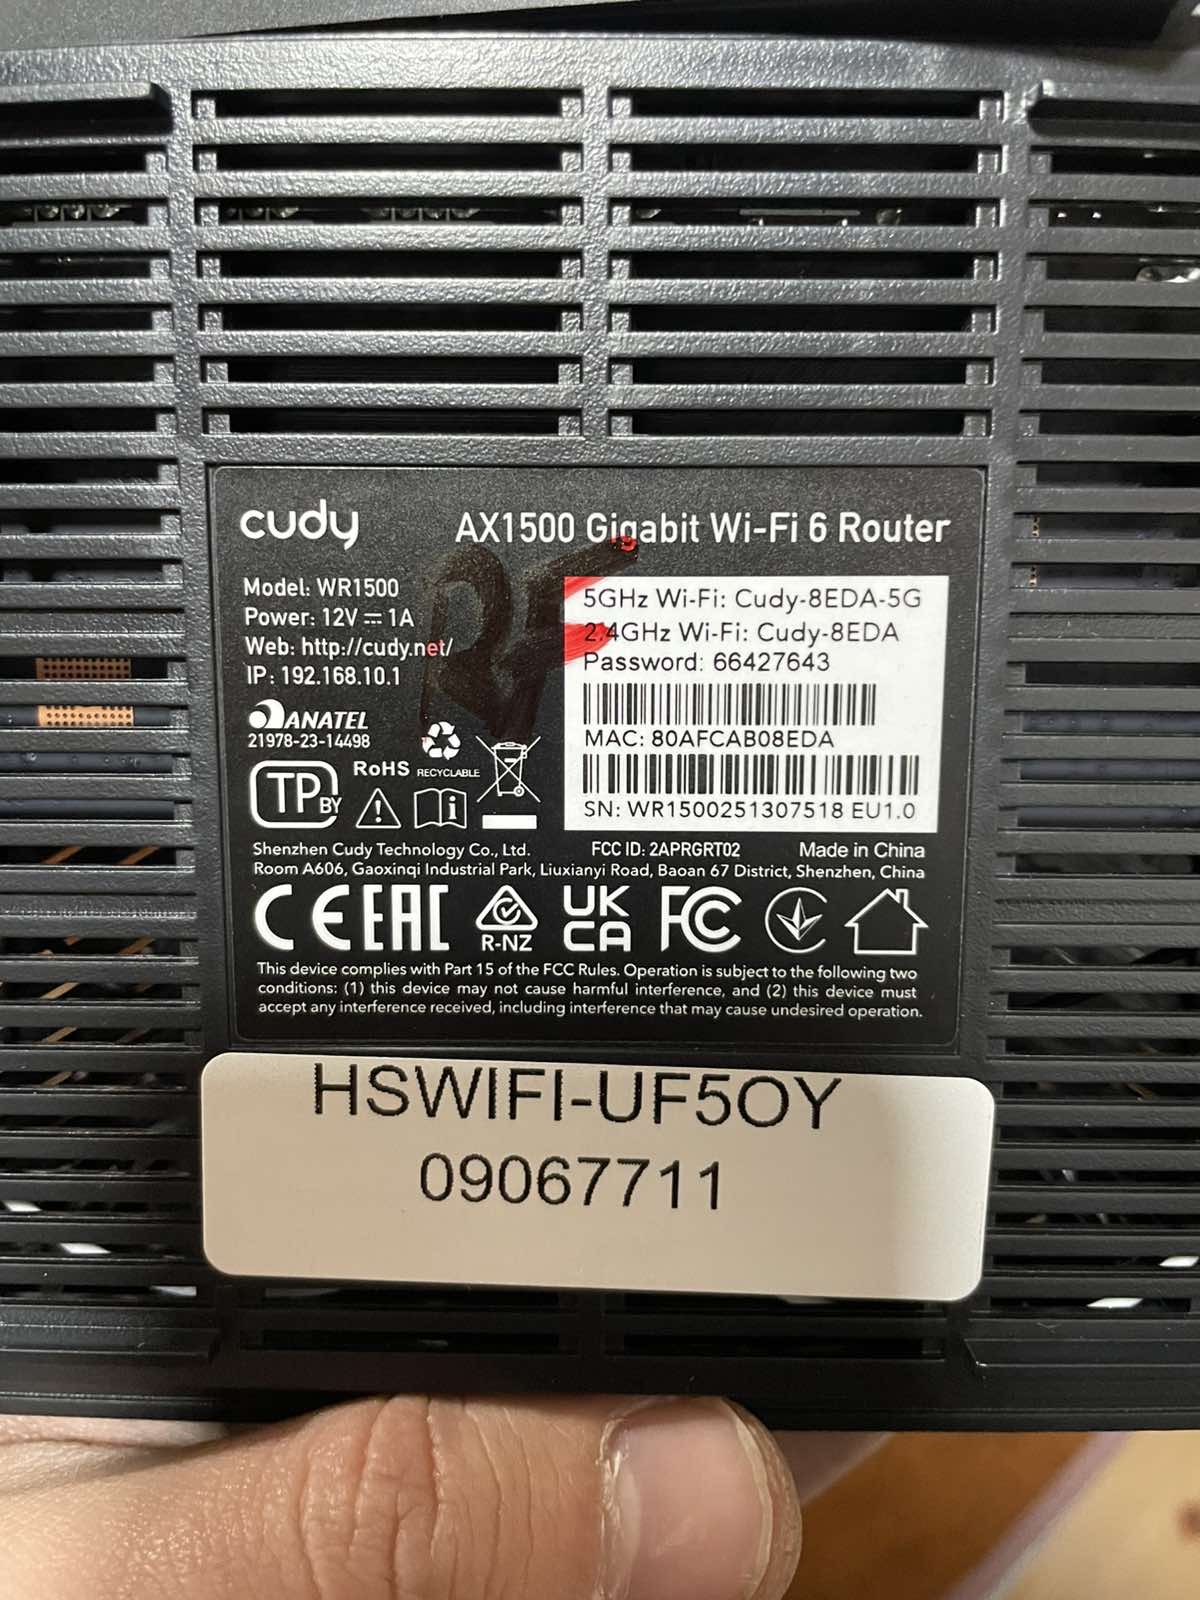 cudy
AX1500 Gigabit Wi-Fi 6 Router
Model: WR1500
Power: 12V ⎓ 1A
Web: http://cudy.net/
IP: 192.168.10.1
RF
5GHz Wi-Fi: Cudy-8EDA-5G
2.4GHz Wi-Fi: Cudy-8EDA
Password: 66427643
MAC: 80AFCAB08EDA
SN: WR1500251307518 EU1.0
ANATEL
21978-23-14498
RoHS
RECYCLABLE
TP BY
Shenzhen Cudy Technology Co., Ltd.
FCC ID: 2APRGRT02
Made in China
Room A606, Gaoxinqi Industrial Park, Liuxianyi Road, Baoan 67 District, Shenzhen, China
CE EAC R-NZ UK CA FC
This device complies with Part 15 of the FCC Rules. Operation is subject to the following two
conditions: (1) this device may not cause harmful interference, and (2) this device must
accept any interference received, including interference that may cause undesired operation.
HSWIFI-UF5OY
09067711